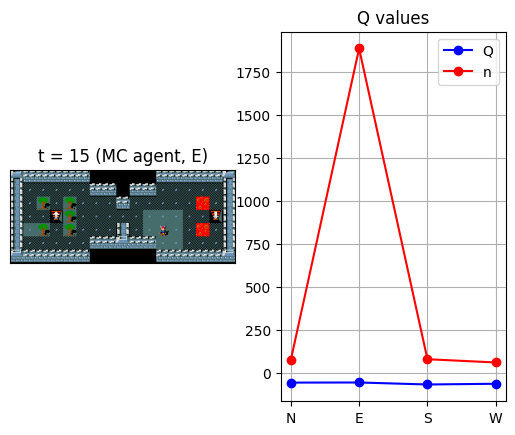 Q values
Q
n
t = 15 (MC agent, E)
1750
1500
1250
1000
750
500
250
0
N
E
S
W